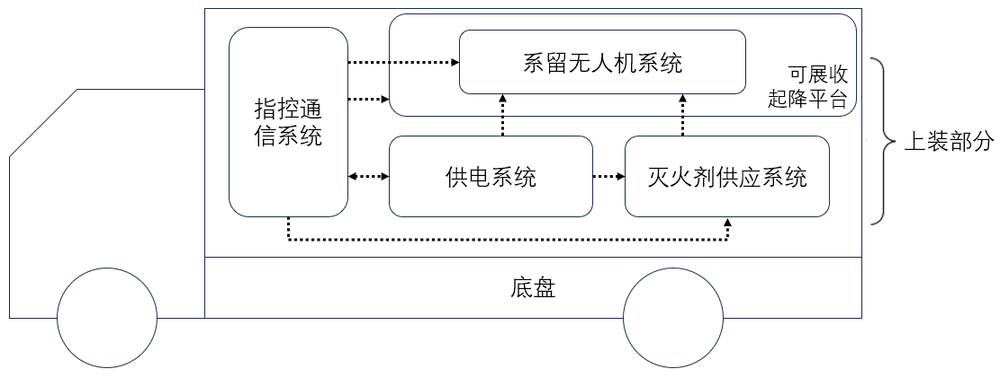 系留无人机系统
可展收
起降平台
指控通
信系统
上装部分
供电系统
灭火剂供应系统
底盘